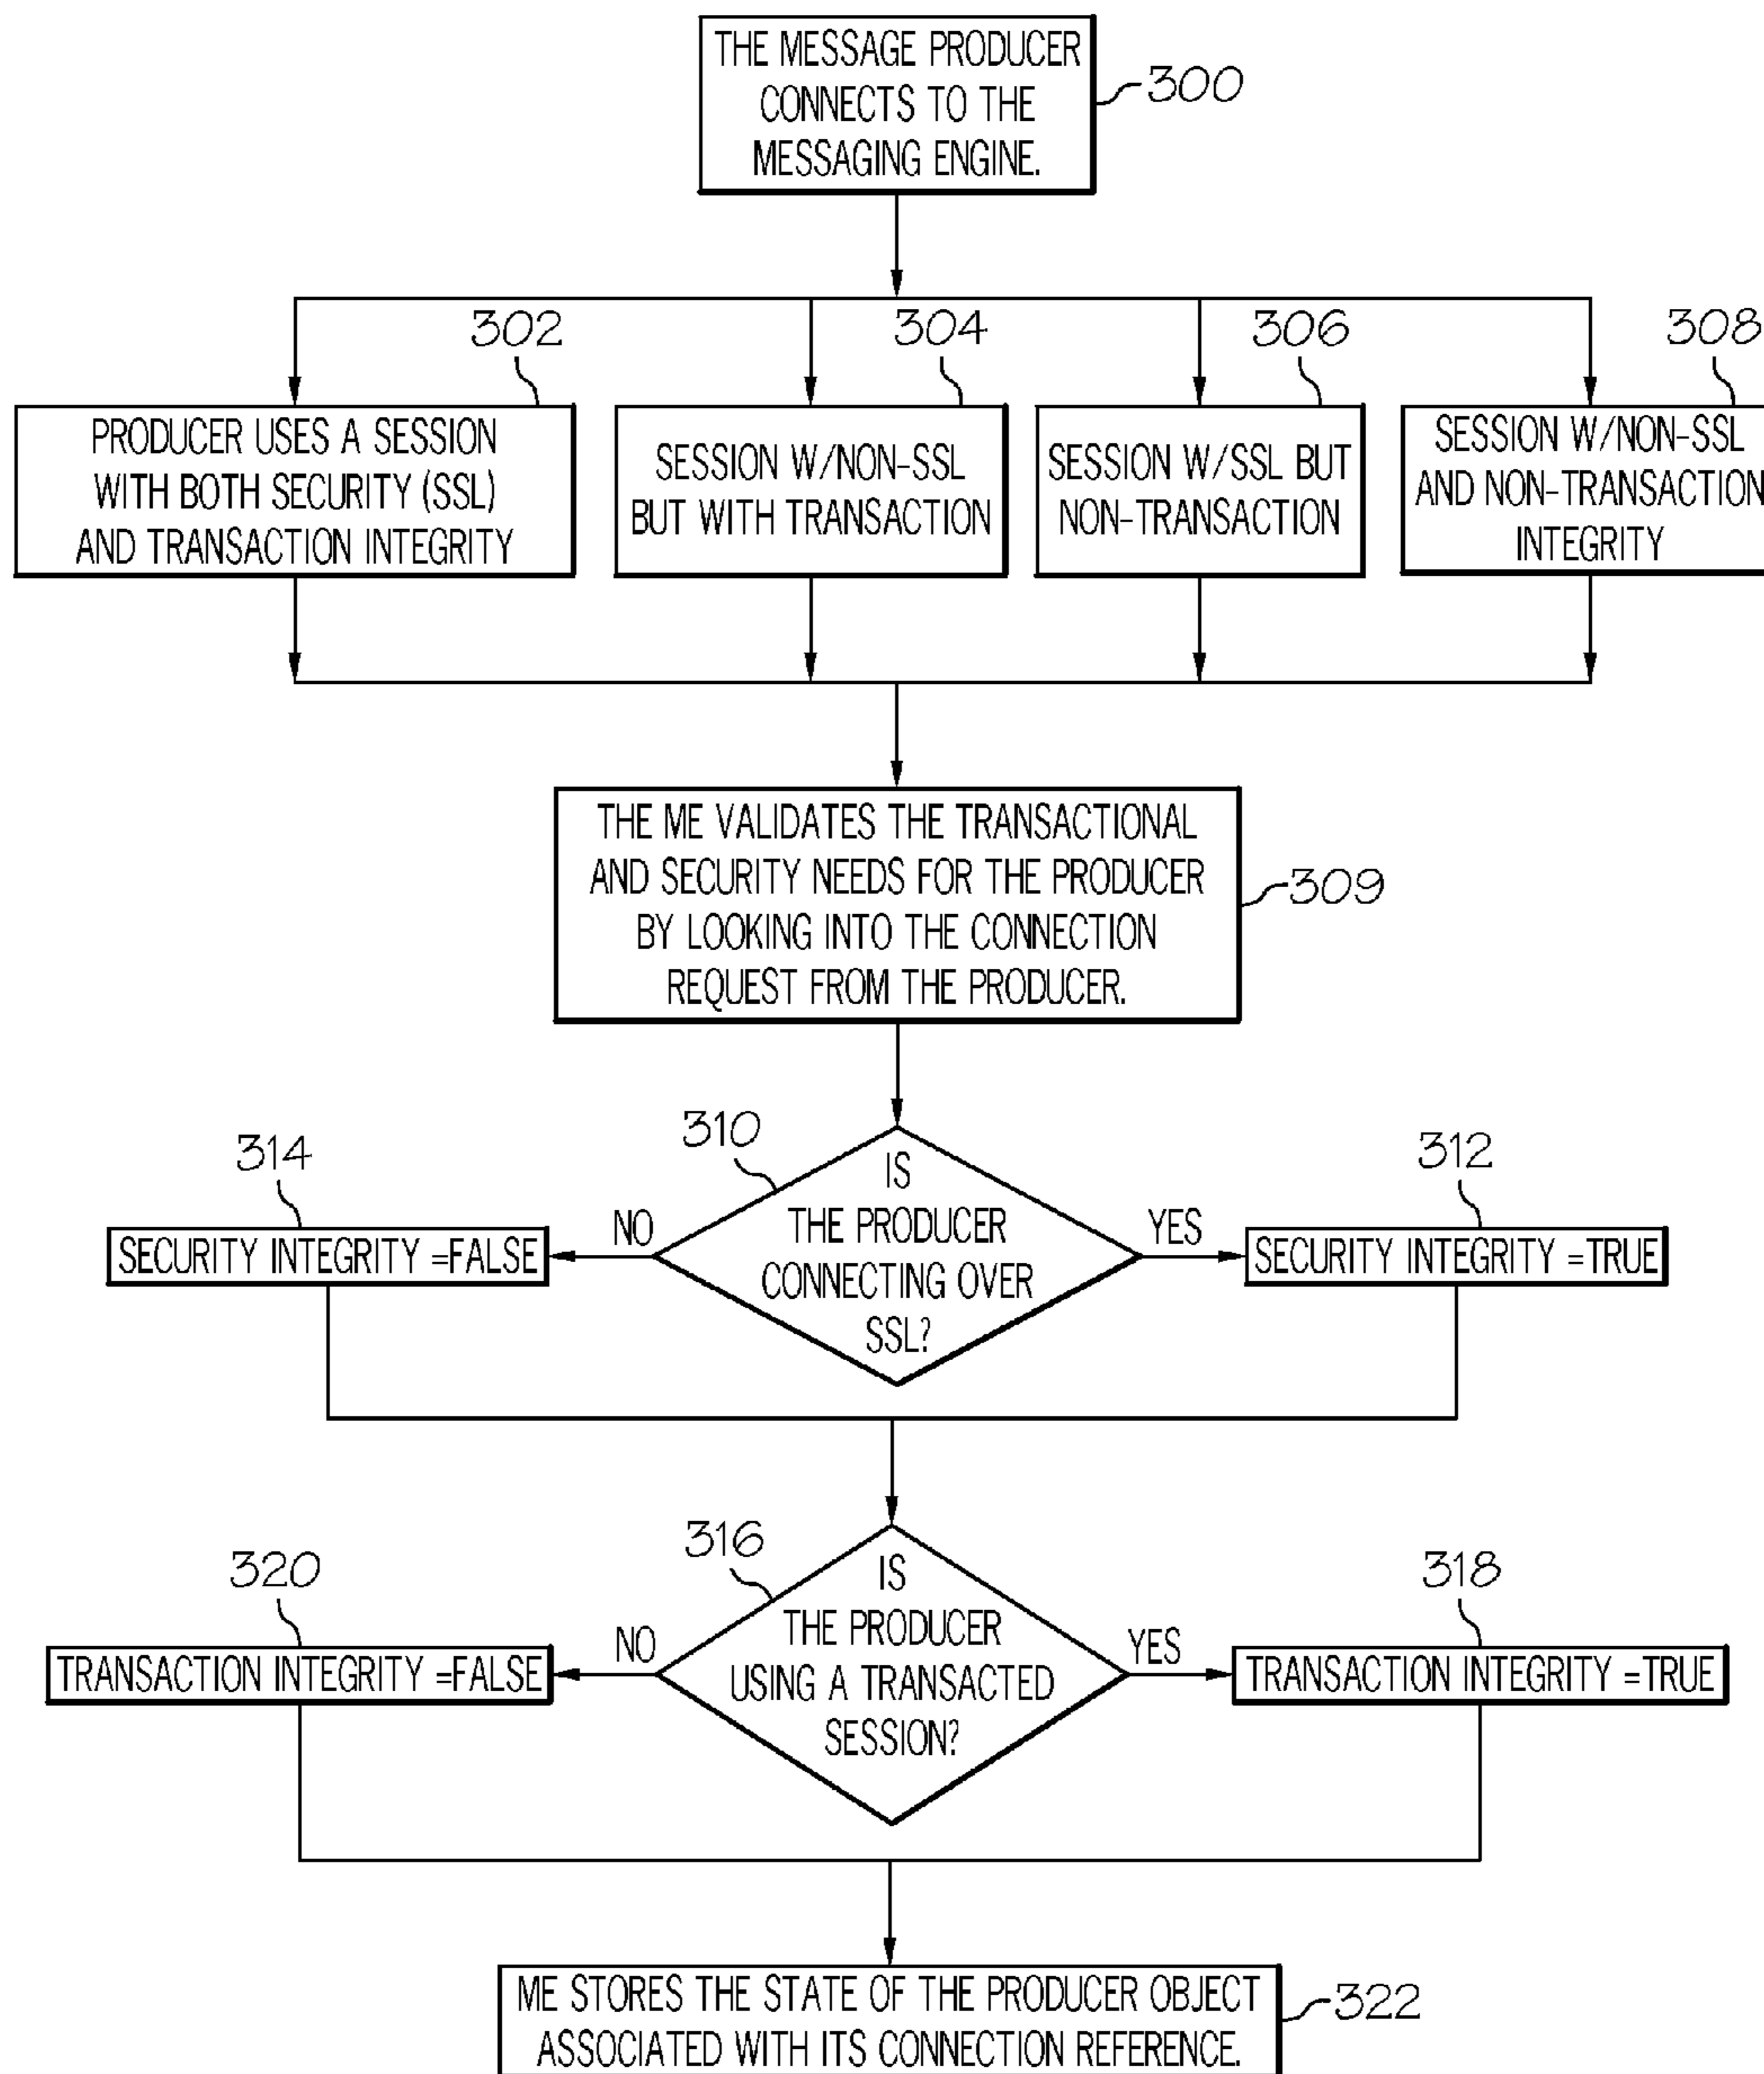 THE MESSAGE PRODUCER
CONNECTS TO THE
MESSAGING ENGINE.
300
302
304
306
308
PRODUCER USES A SESSION
WITH BOTH SECURITY (SSL)
AND TRANSACTION INTEGRITY
SESSION W/NON-SSL
BUT WITH TRANSACTION
SESSION W/SSL BUT
NON-TRANSACTION
SESSION W/NON-SSL
AND NON-TRANSACTION
INTEGRITY
THE ME VALIDATES THE TRANSACTIONAL
AND SECURITY NEEDS FOR THE PRODUCER
BY LOOKING INTO THE CONNECTION
REQUEST FROM THE PRODUCER.
309
310
IS
THE PRODUCER
CONNECTING OVER
SSL?
NO
YES
314
SECURITY INTEGRITY =FALSE
312
SECURITY INTEGRITY =TRUE
316
IS
THE PRODUCER
USING A TRANSACTED
SESSION?
NO
YES
320
TRANSACTION INTEGRITY =FALSE
318
TRANSACTION INTEGRITY =TRUE
ME STORES THE STATE OF THE PRODUCER OBJECT
ASSOCIATED WITH ITS CONNECTION REFERENCE.
322